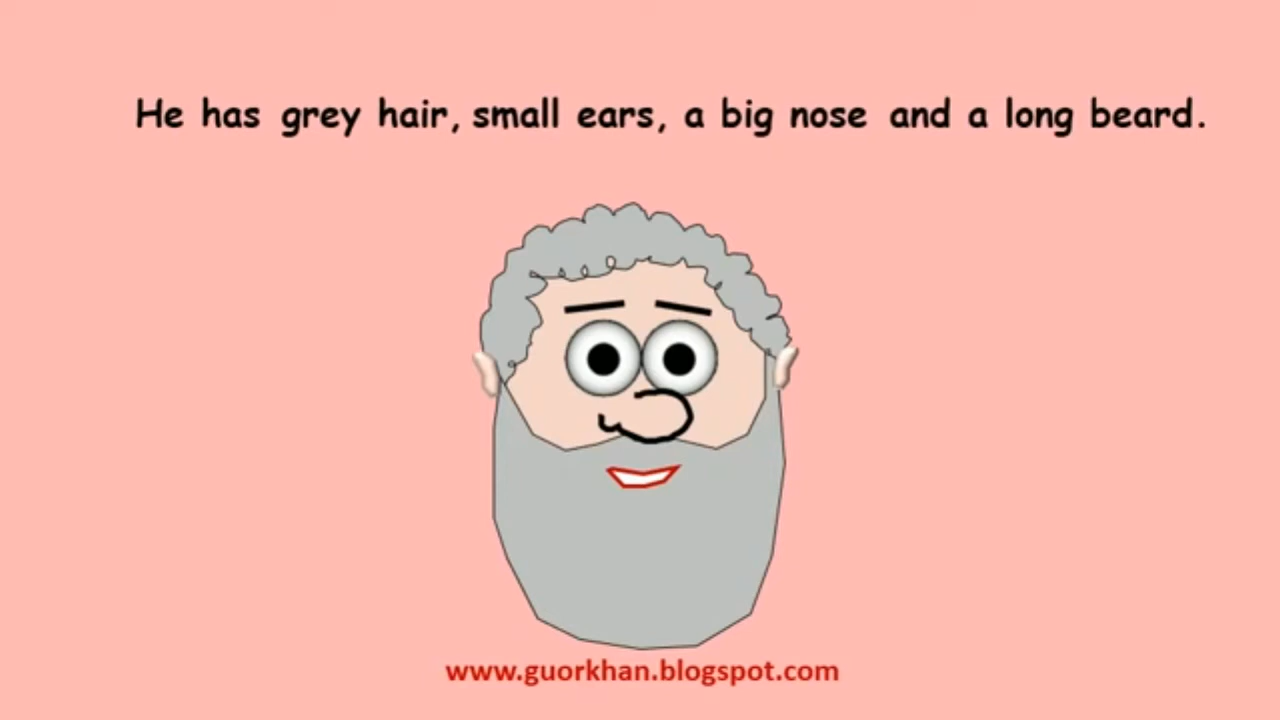 He has grey hair, small ears, a big nose and a long beard.
www.guorkhan.blogspot.com